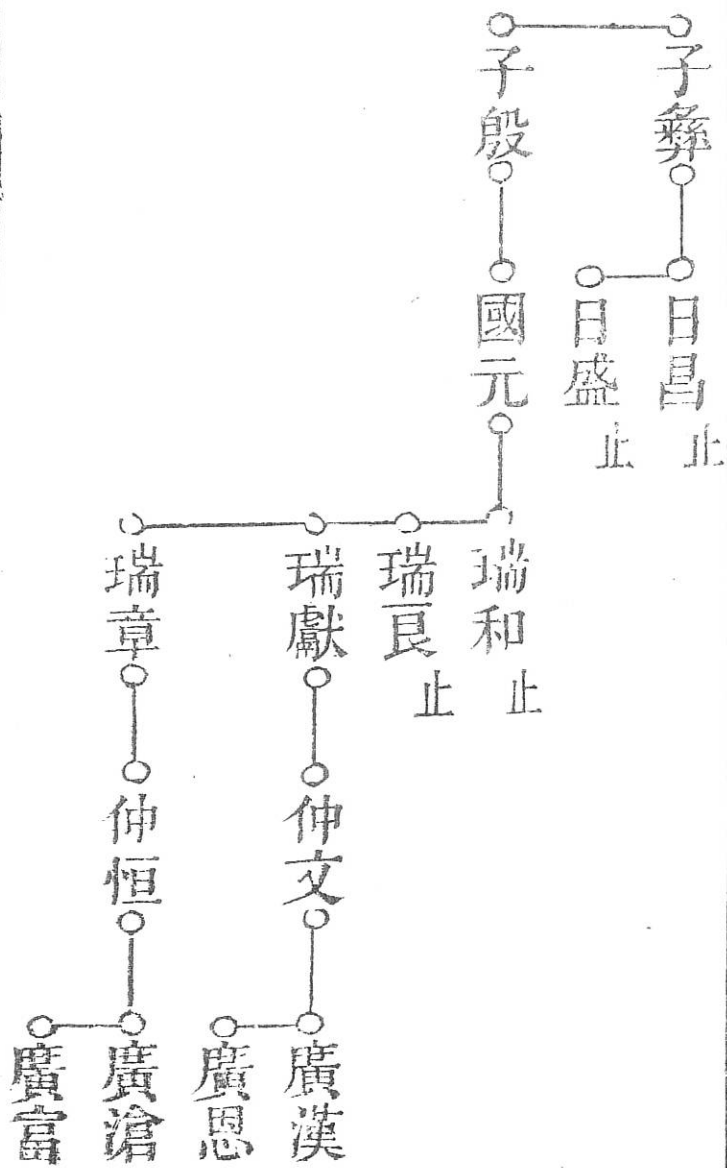 子彝
子殷
日昌 止
日盛 止
國元
瑞和 止
瑞良 止
瑞獻
瑞章
仲文
仲恒
廣漢
廣恩
廣滄
廣富